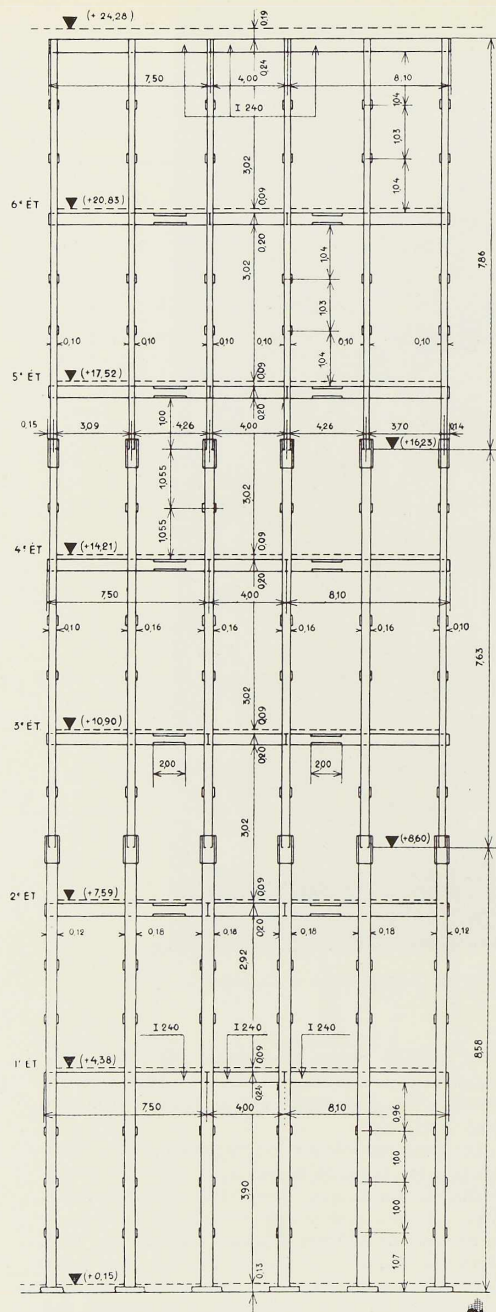 (+ 24,28)
0,19
7,50 4,00 8,10
0,24
I 240
1,04
1,03
3,02
1,04
6ᵉ ÉT (+20,83) 0,09
0,20
7,86
3,02
1,04
1,03
0,10 0,10 0,10 0,10 0,10 0,10
1,04
5ᵉ ÉT (+17,52) 0,09
0,20
1,00
0,15 3,09 4,26 4,00 4,26 3,70 0,14
(+16,23)
1,055
3,02
1,055
4ᵉ ÉT (+14,21) 0,09
0,20
7,50 4,00 8,10
0,10 0,16 0,16 0,16 0,16 0,10
7,63
3,02
3ᵉ ÉT (+10,90) 0,09
0,20
2,00 2,00
3,02
(+8,60)
2ᵉ ÉT (+7,59) 0,09
0,20
0,12 0,18 0,18 0,18 0,18 0,12
2,92
I 240 I 240 I 240
8,58
1ʳ ÉT (+4,38) 0,09
0,24
7,50 4,00 8,10
0,96
1,00
3,90
1,00
1,07
(+0,15) 0,13